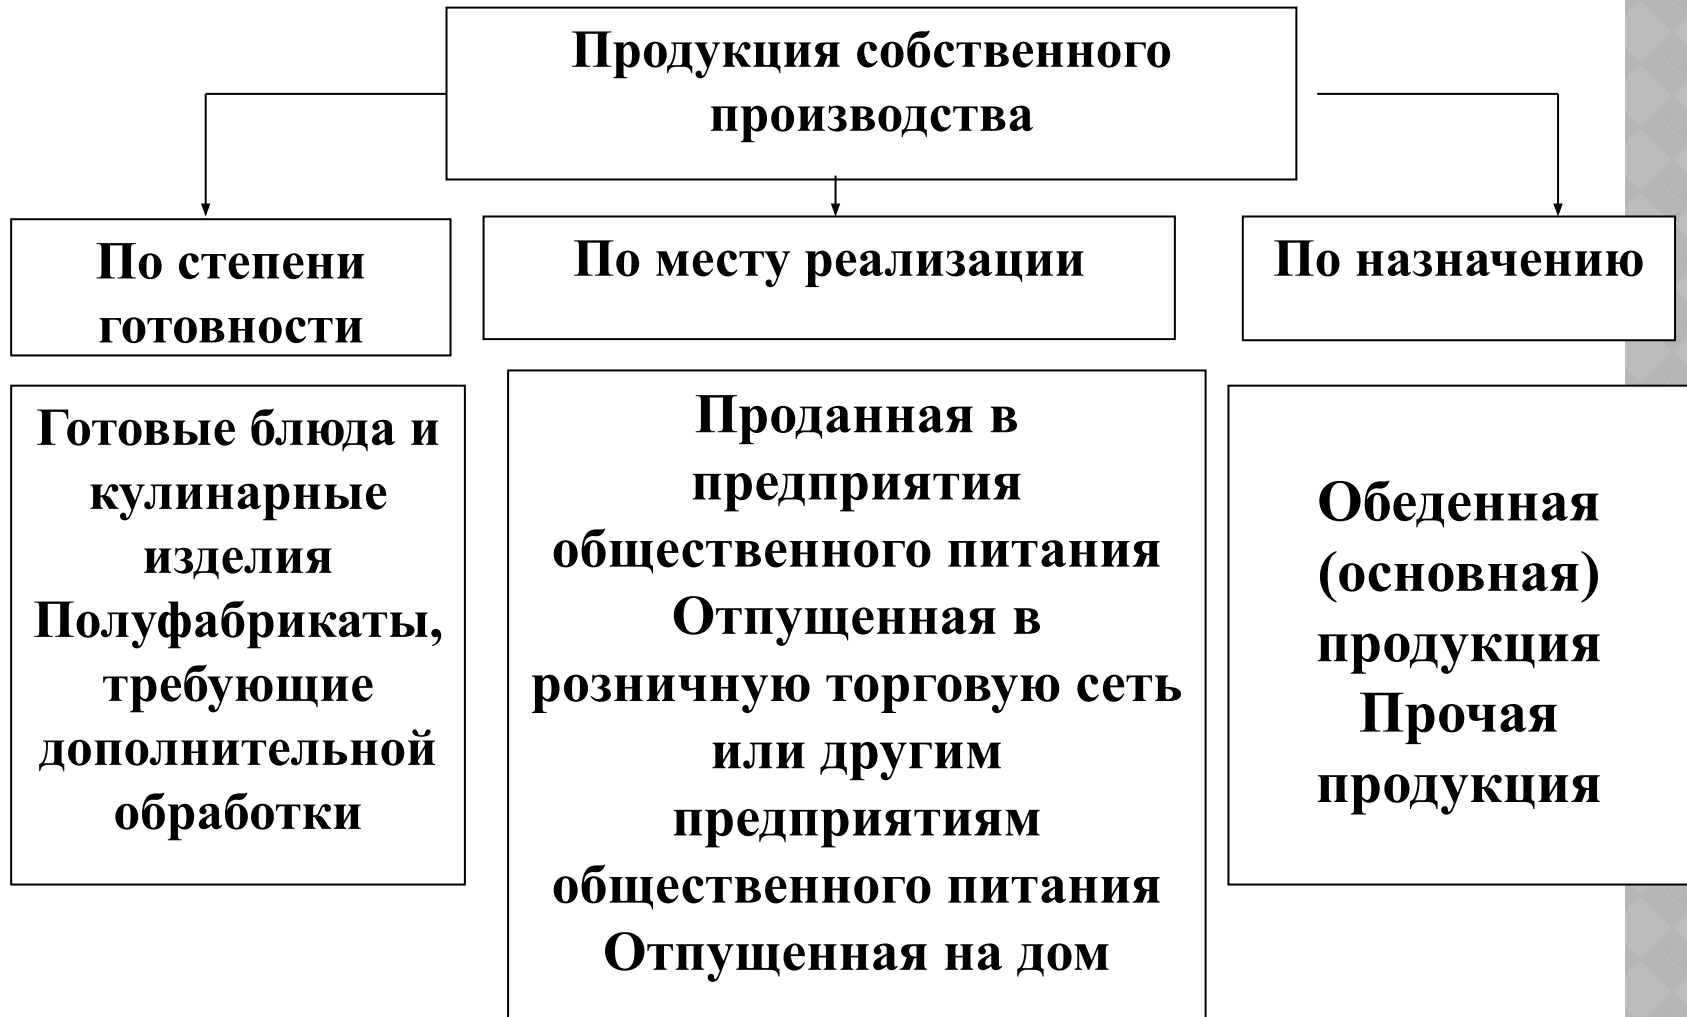 Продукция собственного
производства
По степени
готовности
По месту реализации
По назначению
Готовые блюда и
кулинарные
изделия
Полуфабрикаты,
требующие
дополнительной
обработки
Проданная в
предприятия
общественного питания
Отпущенная в
розничную торговую сеть
или другим
предприятиям
общественного питания
Отпущенная на дом
Обеденная
(основная)
продукция
Прочая
продукция